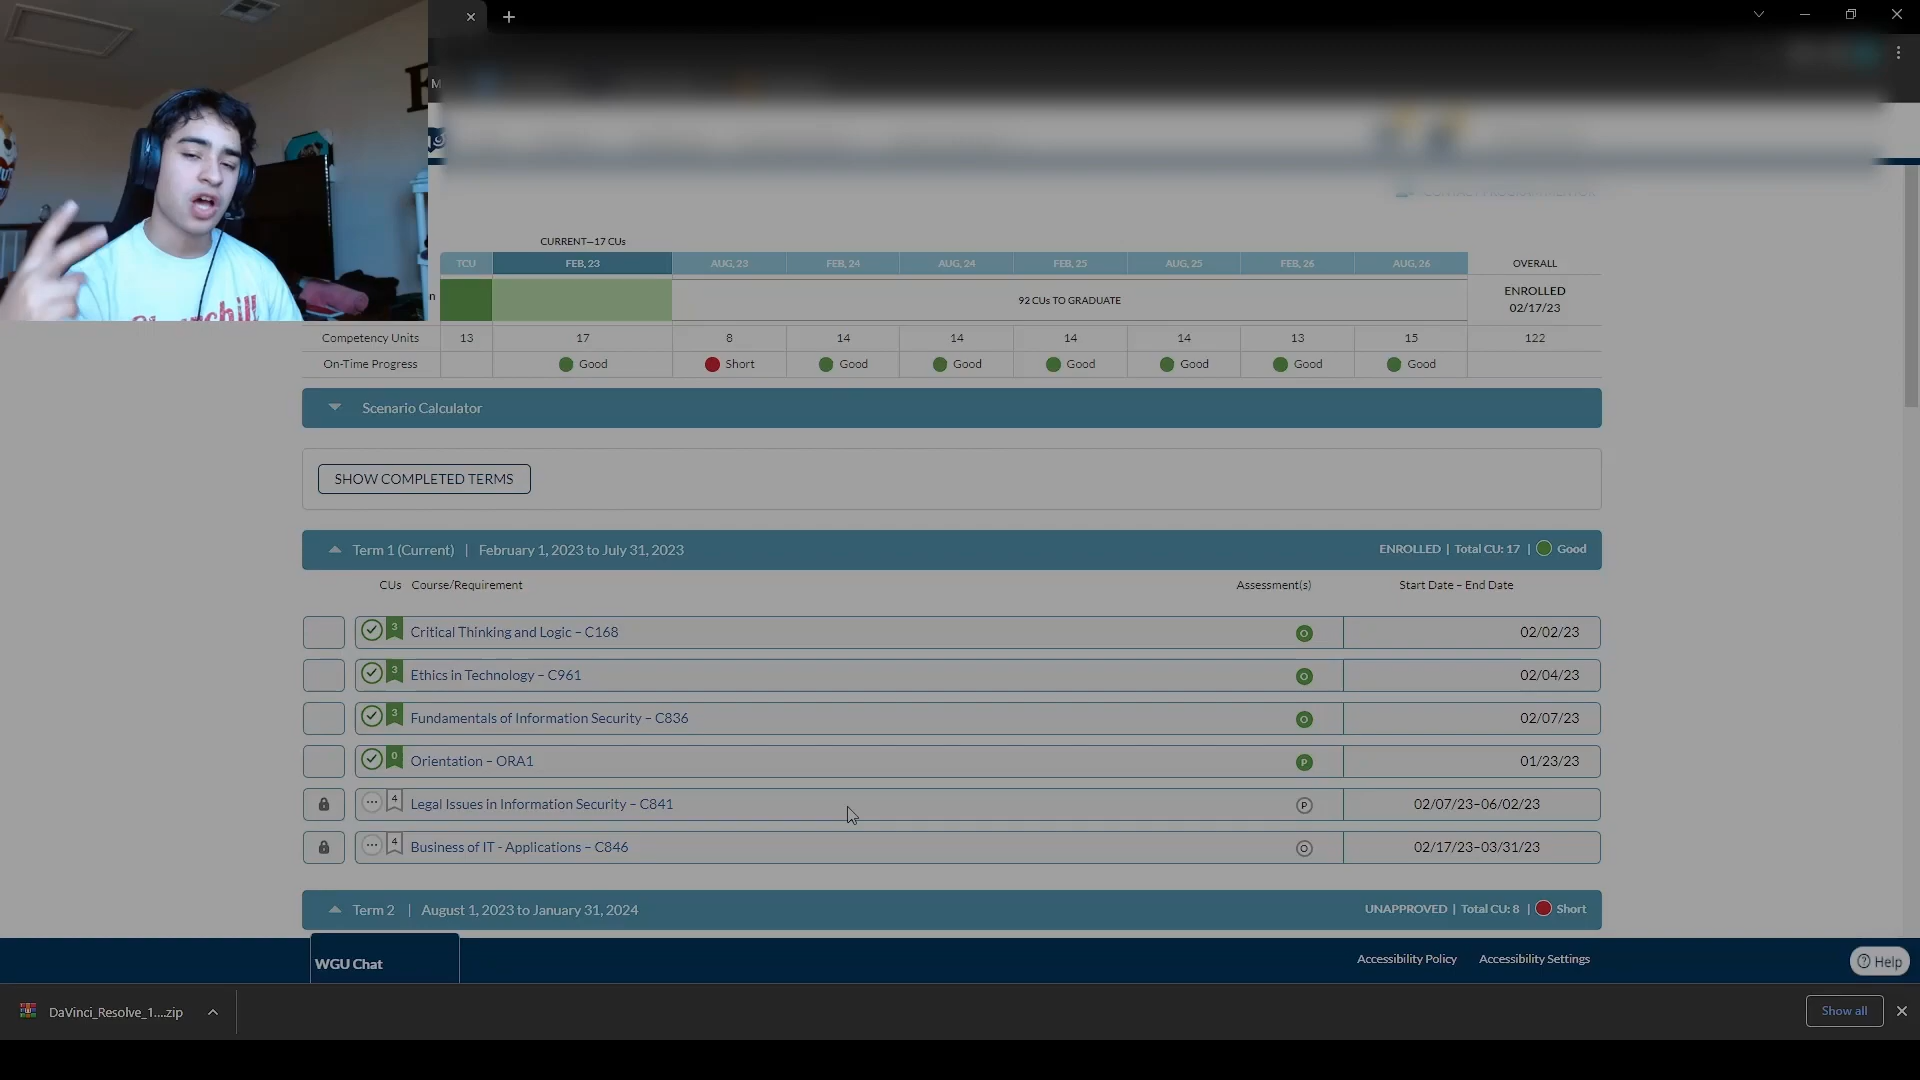 M
CURRENT—17 CUs
TCU FEB, 23 AUG, 23 FEB, 24 AUG, 24 FEB, 25 AUG, 25 FEB, 26 AUG, 26 OVERALL
n 92 CUs TO GRADUATE ENROLLED
02/17/23
Competency Units 13 17 8 14 14 14 14 13 15 122
On-Time Progress Good Short Good Good Good Good Good Good
Scenario Calculator
SHOW COMPLETED TERMS
Term 1 (Current) | February 1, 2023 to July 31, 2023 ENROLLED | Total CU: 17 | Good
CUs Course/Requirement Assessment(s) Start Date – End Date
3 Critical Thinking and Logic – C168 O 02/02/23
3 Ethics in Technology – C961 O 02/04/23
3 Fundamentals of Information Security – C836 O 02/07/23
0 Orientation – ORA1 P 01/23/23
4 Legal Issues in Information Security – C841 P 02/07/23–06/02/23
4 Business of IT - Applications – C846 O 02/17/23–03/31/23
Term 2 | August 1, 2023 to January 31, 2024 UNAPPROVED | Total CU: 8 | Short
WGU Chat Accessibility Policy Accessibility Settings
? Help
DaVinci_Resolve_1....zip Show all